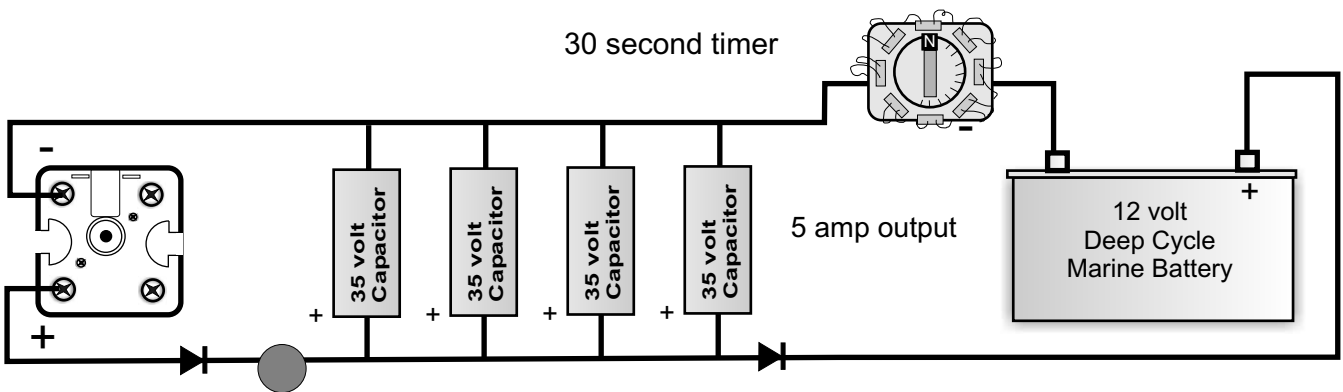 30 second timer
N
-
-
+
35 volt
Capacitor
+
35 volt
Capacitor
+
35 volt
Capacitor
+
35 volt
Capacitor
+
5 amp output
+
12 volt
Deep Cycle
Marine Battery